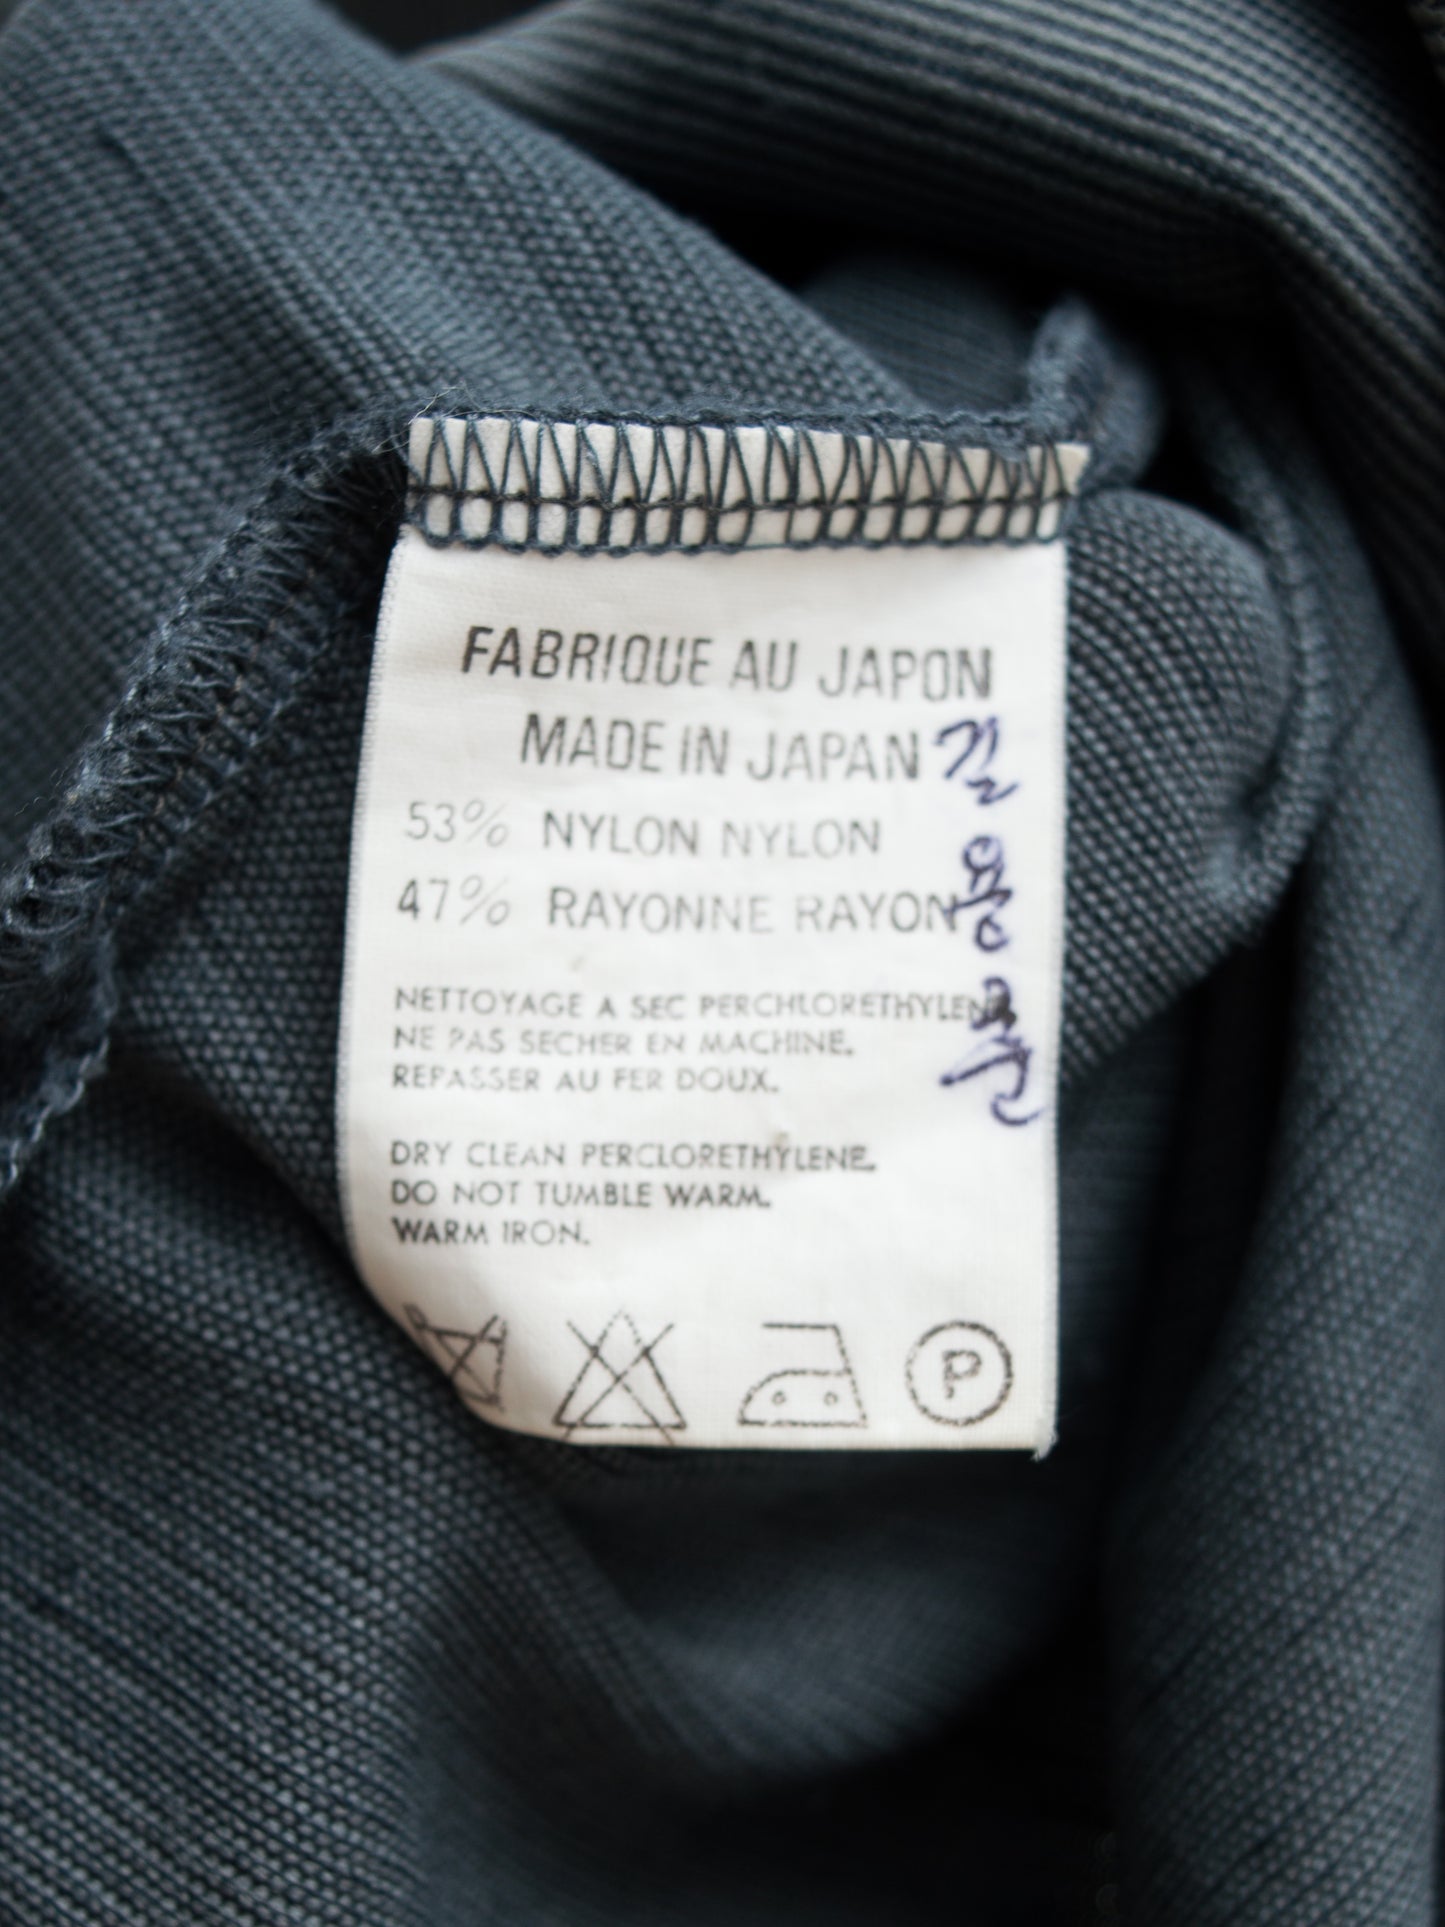 FABRIQUE AU JAPON
MADE IN JAPAN
53% NYLON NYLON
47% RAYONNE RAYON
NETTOYAGE A SEC PERCHLORETHYLENE
NE PAS SECHER EN MACHINE.
REPASSER AU FER DOUX.
DRY CLEAN PERCLORETHYLENE.
DO NOT TUMBLE WARM.
WARM IRON.
P